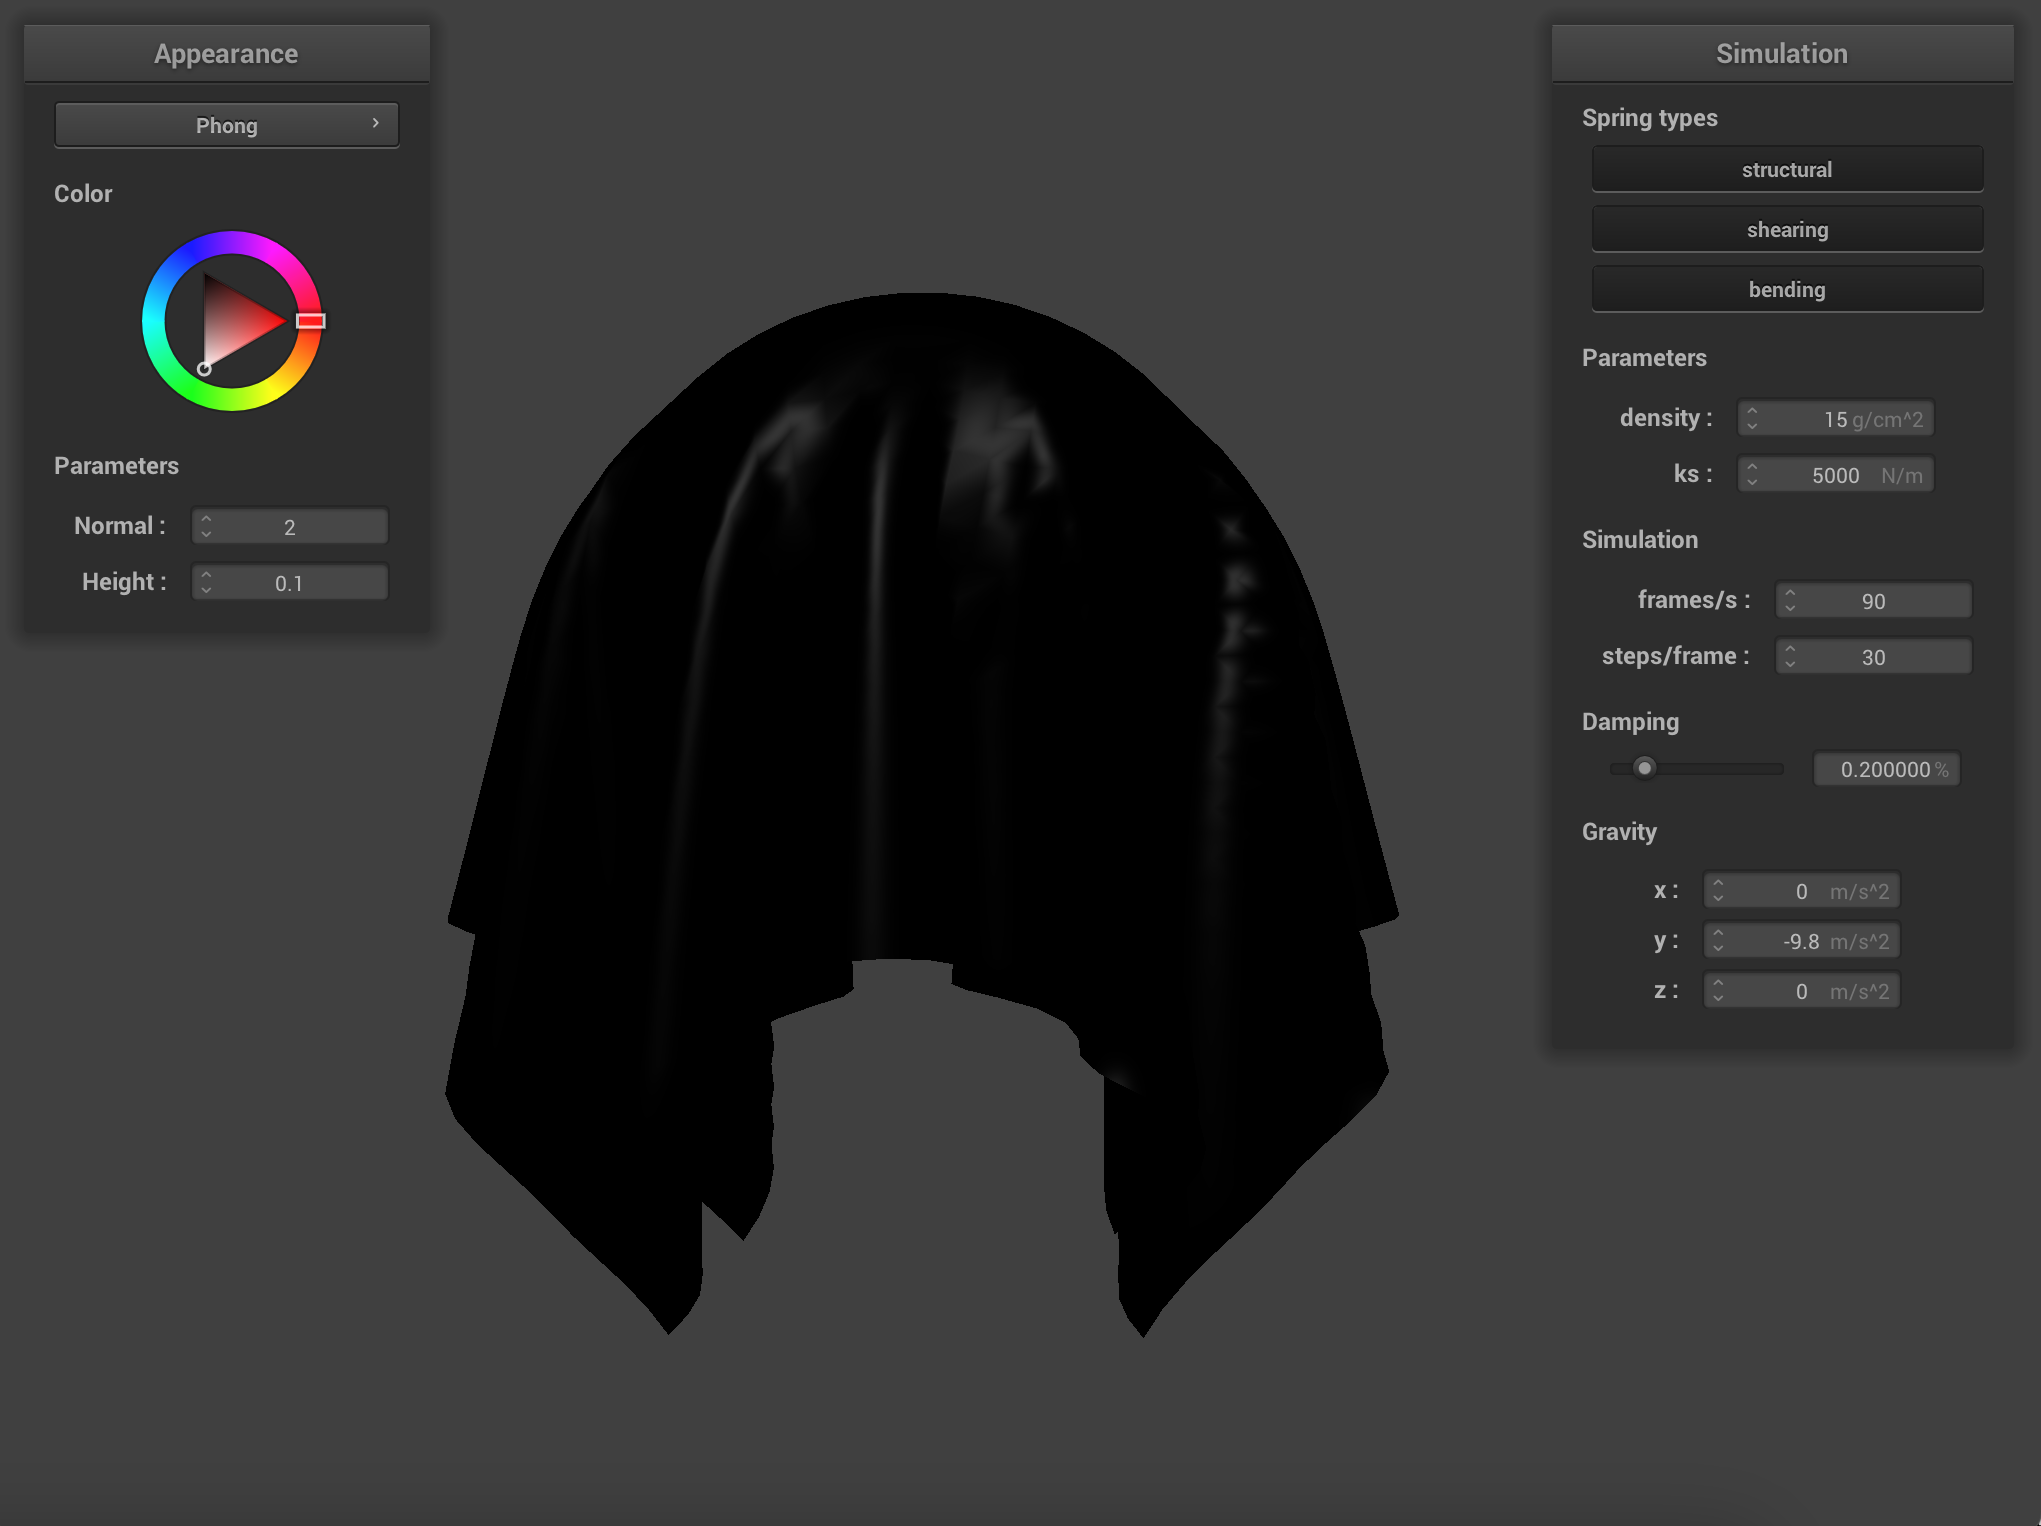 Appearance
Phong
Color
Parameters
Normal : 2
Height : 0.1
Simulation
Spring types
structural
shearing
bending
Parameters
density : 15 g/cm^2
ks : 5000 N/m
Simulation
frames/s : 90
steps/frame : 30
Damping
0.200000 %
Gravity
x : 0 m/s^2
y : -9.8 m/s^2
z : 0 m/s^2